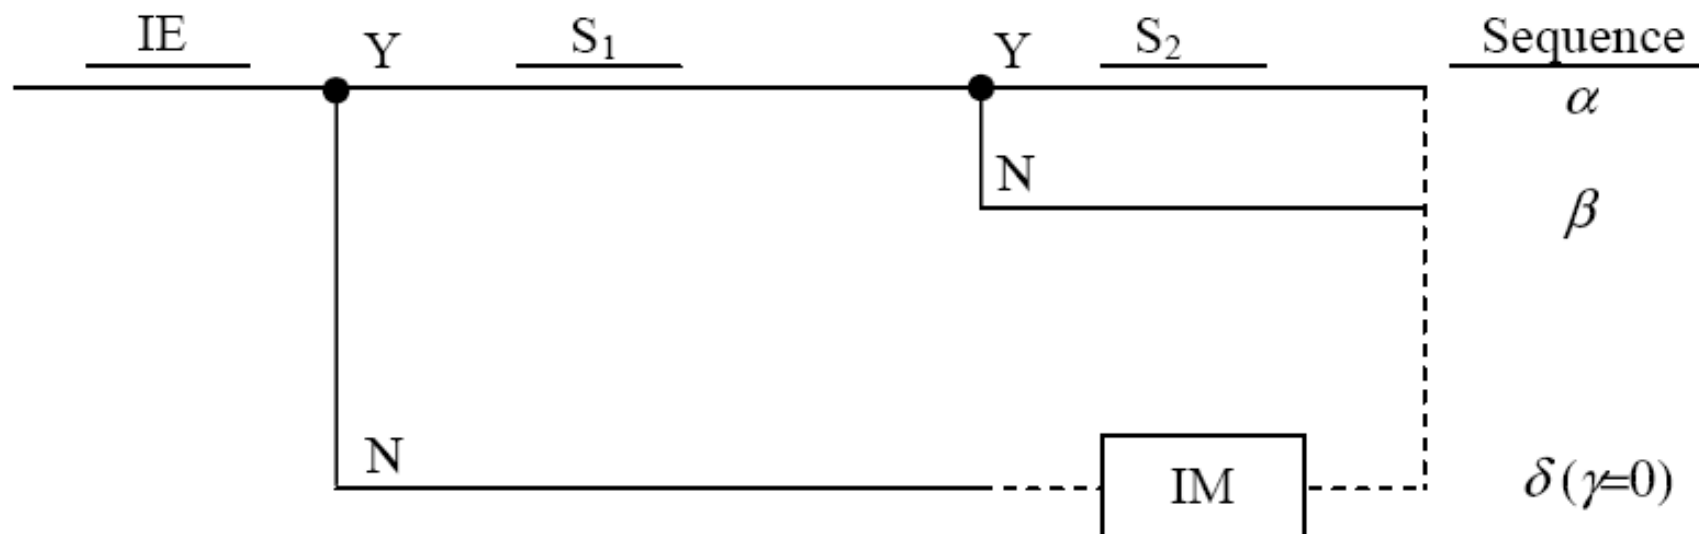 IE Y S₁ Y S₂ Sequence
α
N
β
N IM δ (γ=0)